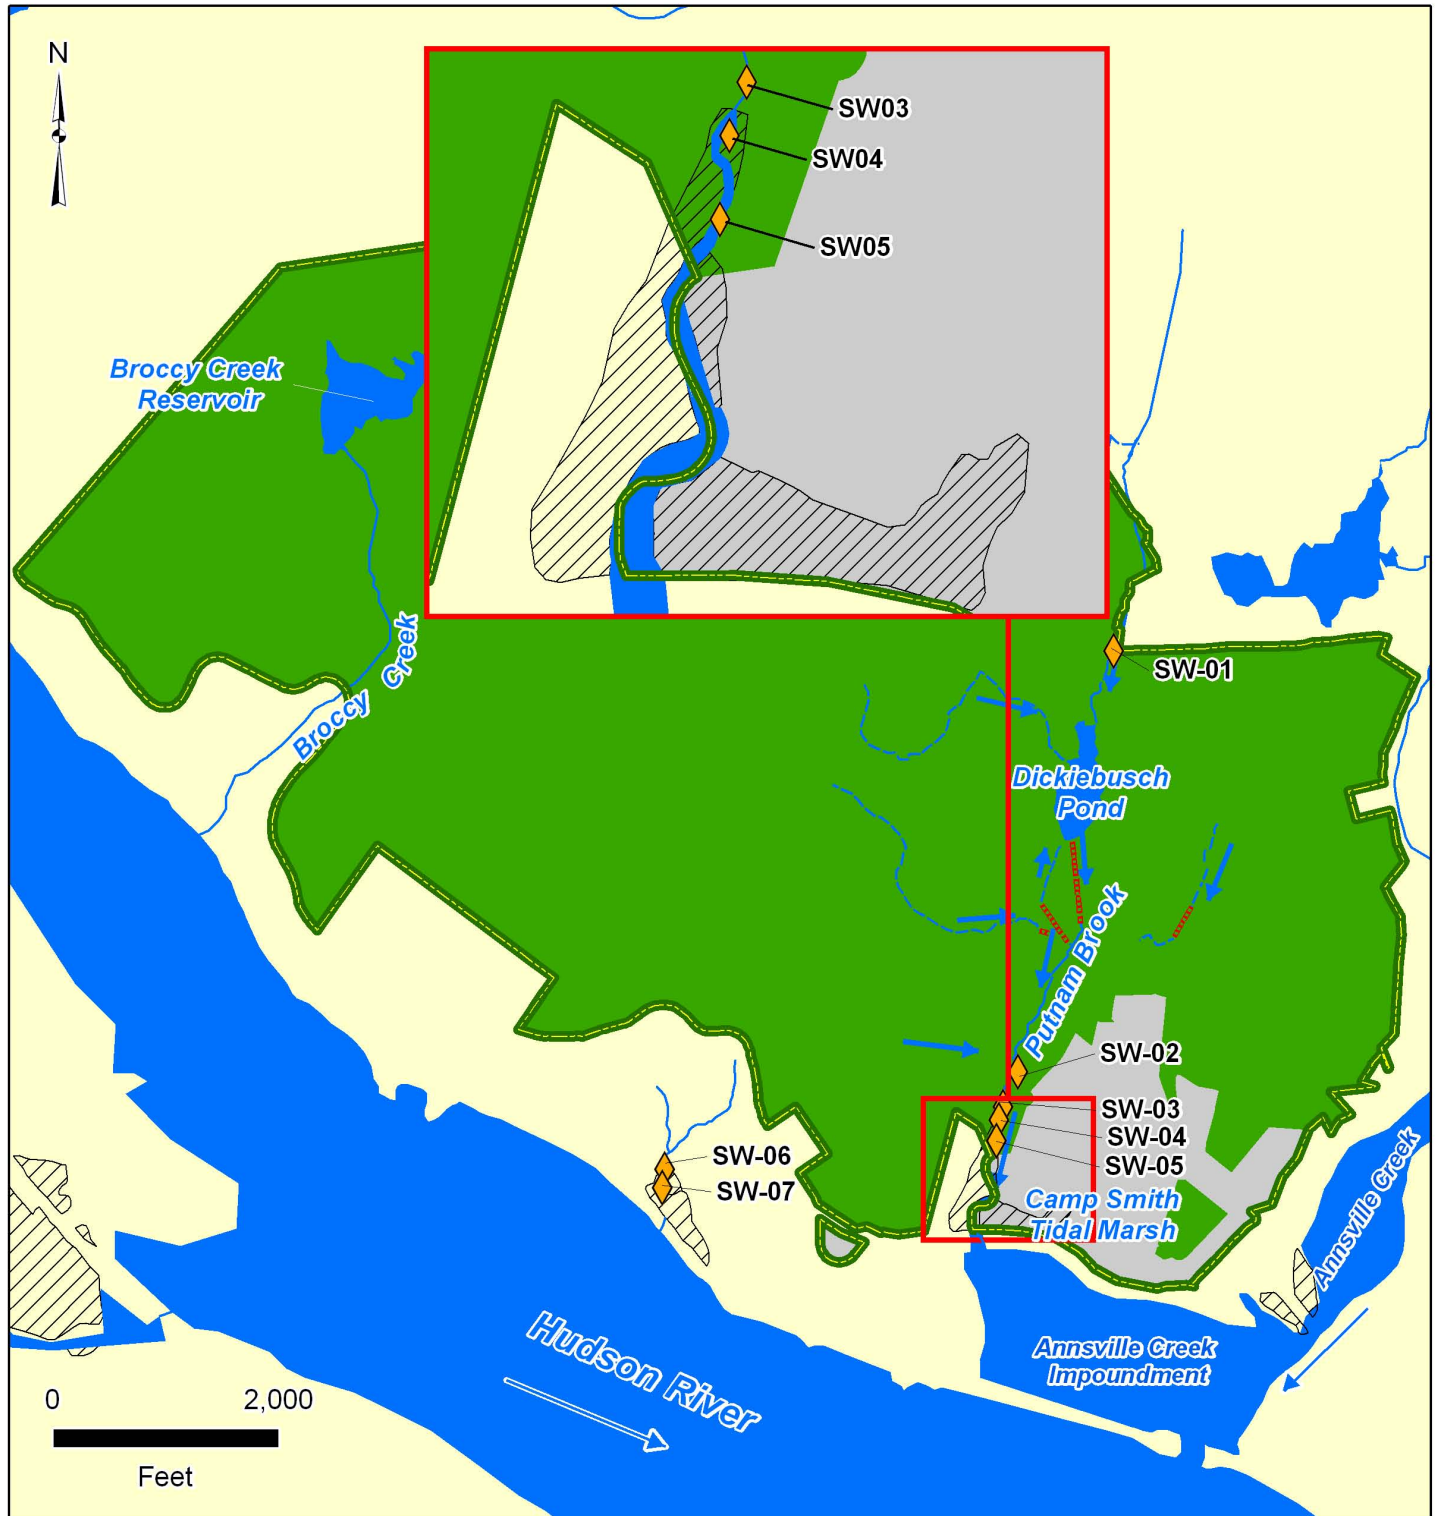 N
SW03
SW04
SW05
Broccy Creek
Reservoir
Broccy Creek
SW-01
Dickiebusch
Pond
Putnam Brook
SW-02
SW-03
SW-04
SW-05
SW-06
SW-07
Camp Smith
Tidal Marsh
Annsville Creek
Hudson River
Annsville Creek
Impoundment
0 2,000
Feet